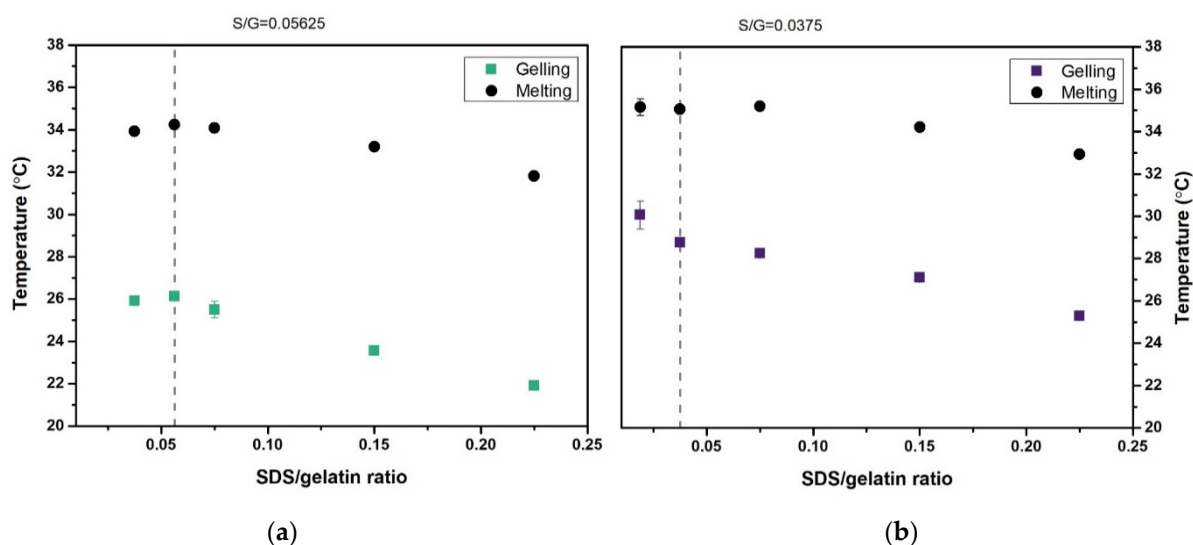 S/G=0.05625
38
36
34
32
30
28
26
24
22
20
Temperature (°C)
Gelling
Melting
0.05
0.10
0.15
0.20
0.25
SDS/gelatin ratio
(a)
S/G=0.0375
Gelling
Melting
38
36
34
32
30
28
26
24
22
20
Temperature (°C)
0.05
0.10
0.15
0.20
0.25
SDS/gelatin ratio
(b)